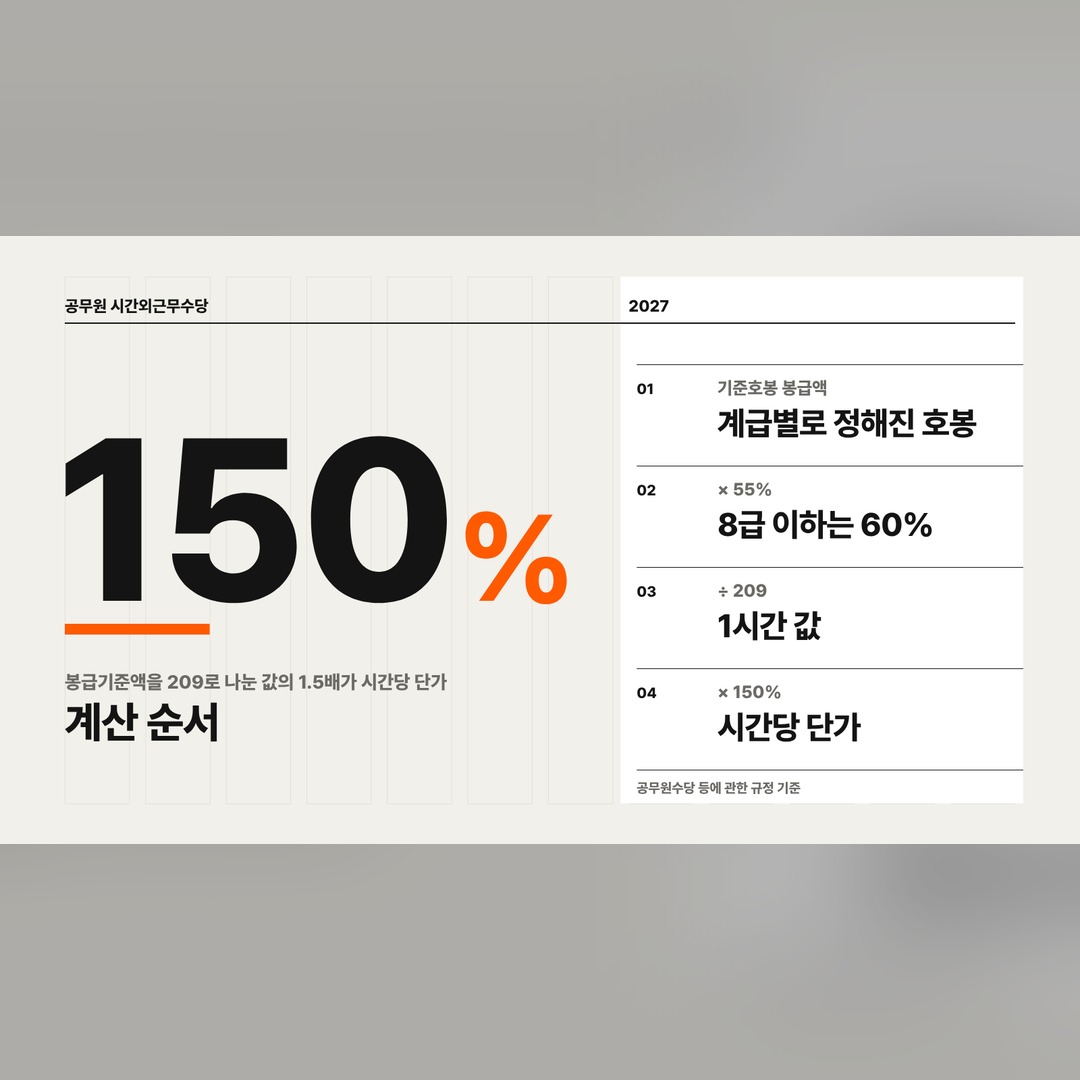 공무원 시간외근무수당
150%
봉급기준액을 209로 나눈 값의 1.5배가 시간당 단가
계산 순서
2027
01
기준호봉 봉급액
계급별로 정해진 호봉
02
× 55%
8급 이하는 60%
03
÷ 209
1시간 값
04
× 150%
시간당 단가
공무원수당 등에 관한 규정 기준